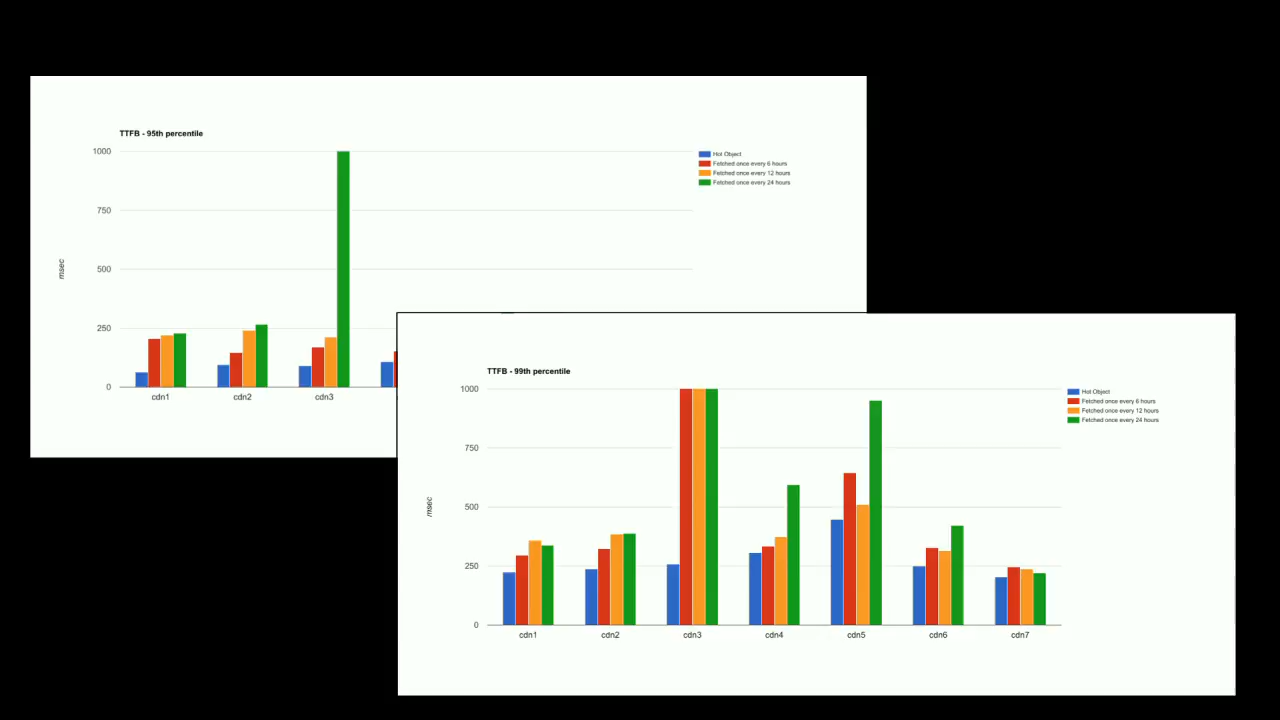 TTFB - 95th percentile
1000
750
500
250
0
msec
cdn1
cdn2
cdn3
Hot Object
Fetched once every 6 hours
Fetched once every 12 hours
Fetched once every 24 hours
TTFB - 99th percentile
1000
750
500
250
0
msec
cdn1
cdn2
cdn3
cdn4
cdn5
cdn6
cdn7
Hot Object
Fetched once every 6 hours
Fetched once every 12 hours
Fetched once every 24 hours